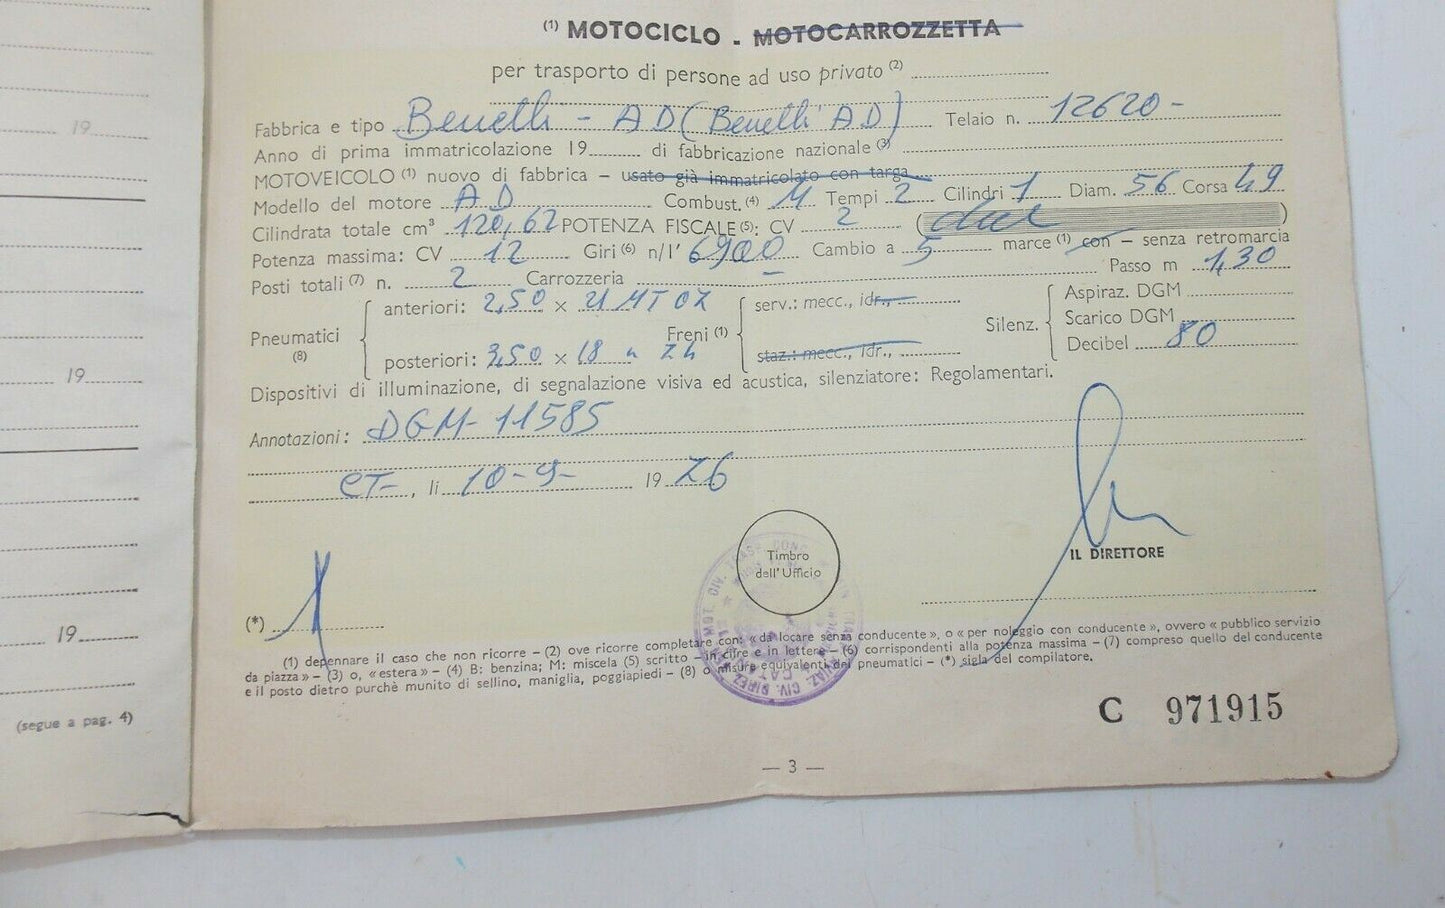 (1) MOTOCICLO - MOTOCARROZZETTA
per trasporto di persone ad uso privato (2)
Fabbrica e tipo Benelli - AD (Benelli AD) Telaio n. 12620-
Anno di prima immatricolazione 19 di fabbricazione nazionale (3)
MOTOVEICOLO (1) nuovo di fabbrica - usato già immatricolato con targa
Modello del motore AD Combust. (4) M Tempi 2 Cilindri 1 Diam. 56 Corsa 49
Cilindrata totale cm³ 120,62 POTENZA FISCALE (5): CV 2 (due)
Potenza massima: CV 12 Giri (6) n/1' 6900 Cambio a 5 marce (1) con - senza retromarcia
Posti totali (7) n. 2 Carrozzeria - Passo m 1,30
Pneumatici (8)
anteriori: 2,50 × 21 MT
posteriori: 3,50 × 18 "
Freni (1)
serv.: mecc., idr.,
staz.: mecc., idr.,
Silenz.
Aspiraz. DGM
Scarico DGM
Decibel 80
Dispositivi di illuminazione, di segnalazione visiva ed acustica, silenziatore: Regolamentari.
Annotazioni: DGM-11585
CT-, li 10-9- 1976
Timbro
dell'Ufficio
IL DIRETTORE
(*)
(1) depennare il caso che non ricorre - (2) ove ricorre completare con: « da locare senza conducente », o « per noleggio con conducente », ovvero « pubblico servizio
da piazza » - (3) o, « estera » - (4) B: benzina; M: miscela (5) scritto - in cifre e in lettere - (6) corrispondenti alla potenza massima - (7) compreso quello del conducente
e il posto dietro purchè munito di sellino, maniglia, poggiapiedi - (8) o misure equivalenti dei pneumatici - (*) sigla del compilatore.
C 971915
— 3 —
19
19
19
(segue a pag. 4)